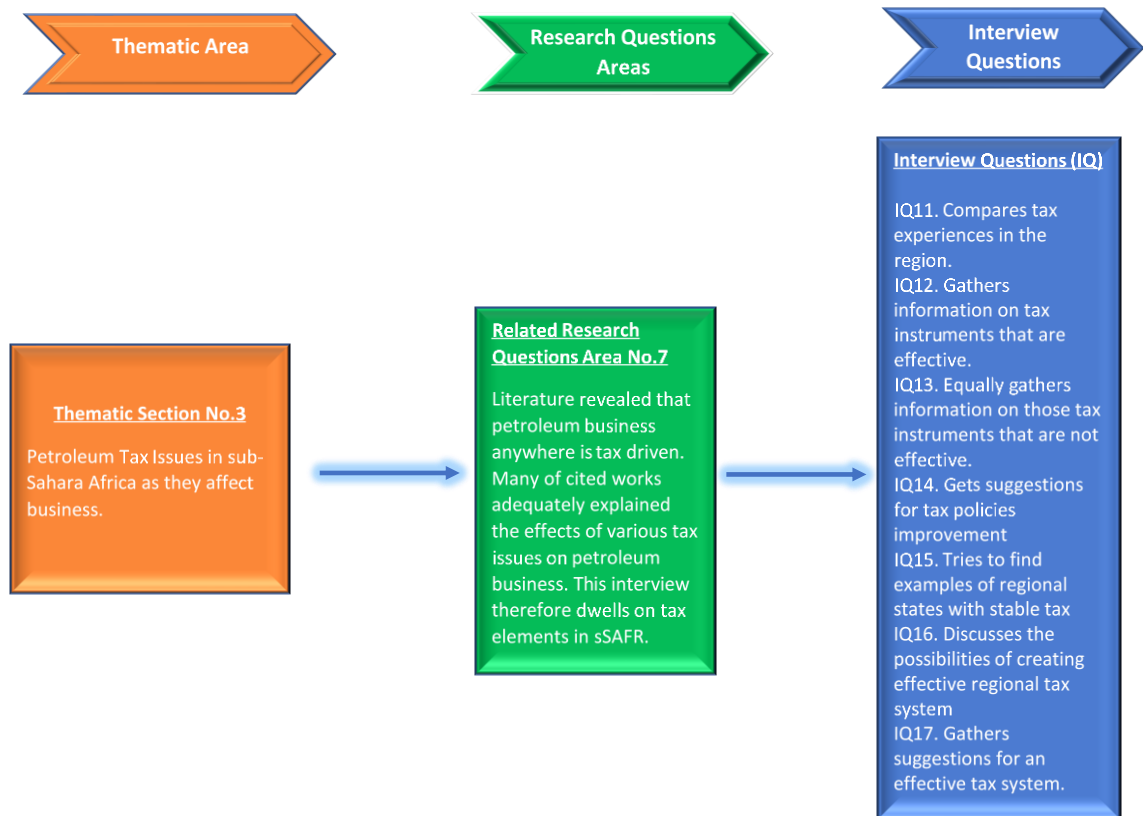 Thematic Area
Research Questions
Areas
Interview
Questions
Thematic Section No.3
Petroleum Tax Issues in sub-
Sahara Africa as they affect
business.
Related Research
Questions Area No.7
Literature revealed that
petroleum business
anywhere is tax driven.
Many of cited works
adequately explained
the effects of various tax
issues on petroleum
business. This interview
therefore dwells on tax
elements in sSAFR.
Interview Questions (IQ)
IQ11. Compares tax
experiences in the
region.
IQ12. Gathers
information on tax
instruments that are
effective.
IQ13. Equally gathers
information on those tax
instruments that are not
effective.
IQ14. Gets suggestions
for tax policies
improvement
IQ15. Tries to find
examples of regional
states with stable tax
IQ16. Discusses the
possibilities of creating
effective regional tax
system
IQ17. Gathers
suggestions for an
effective tax system.